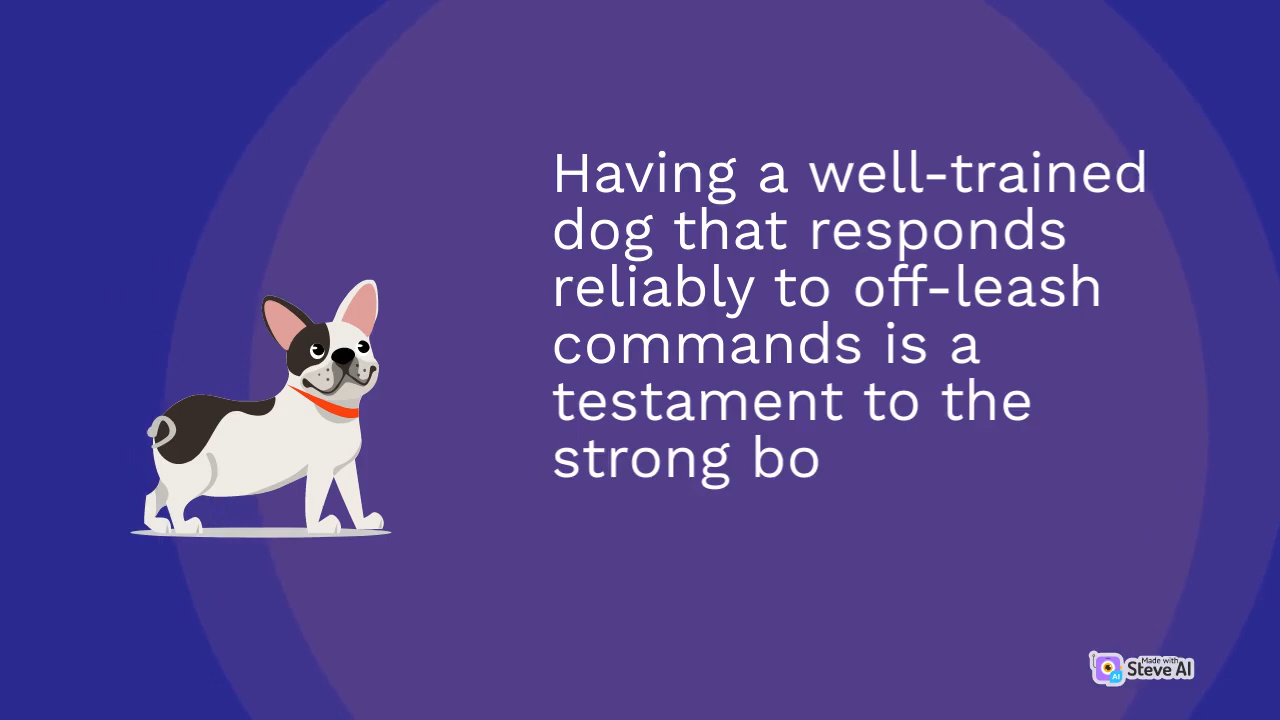 Having a well-trained
dog that responds
reliably to off-leash
commands is a
testament to the
strong bo
Made with
Steve AI
AI